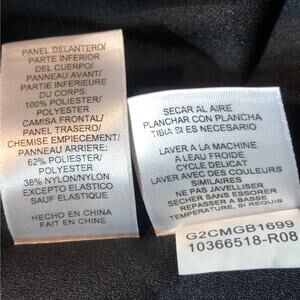 PANEL DELANTERO/
PARTE INFERIOR
DEL CUERPO/
PANNEAU AVANT/
PARTIE INFERIEURE
DU CORPS:
100% POLIESTER/
POLYESTER
CAMISA FRONTAL/
PANEL TRASERO/
CHEMISE EMPIECEMENT/
PANNEAU ARRIERE:
62% POLIESTER/
POLYESTER
38% NYLON/NYLON
EXCEPTO ELASTICO
SAUF ELASTIQUE
HECHO EN CHINA
FAIT EN CHINE
SECAR AL AIRE
PLANCHAR CON PLANCHA
TIBIA SI ES NECESARIO
LAVER A LA MACHINE
A LEAU FROIDE
CYCLE DELICAT
LAVER AVEC DES COULEURS
SIMILAIRES
NE PAS JAVELLISER
SECHER SANS ESSORER
REPASSER A BASSE
TEMPERATURE, SI REQUIS
G2CMGB1699
10366518-R08